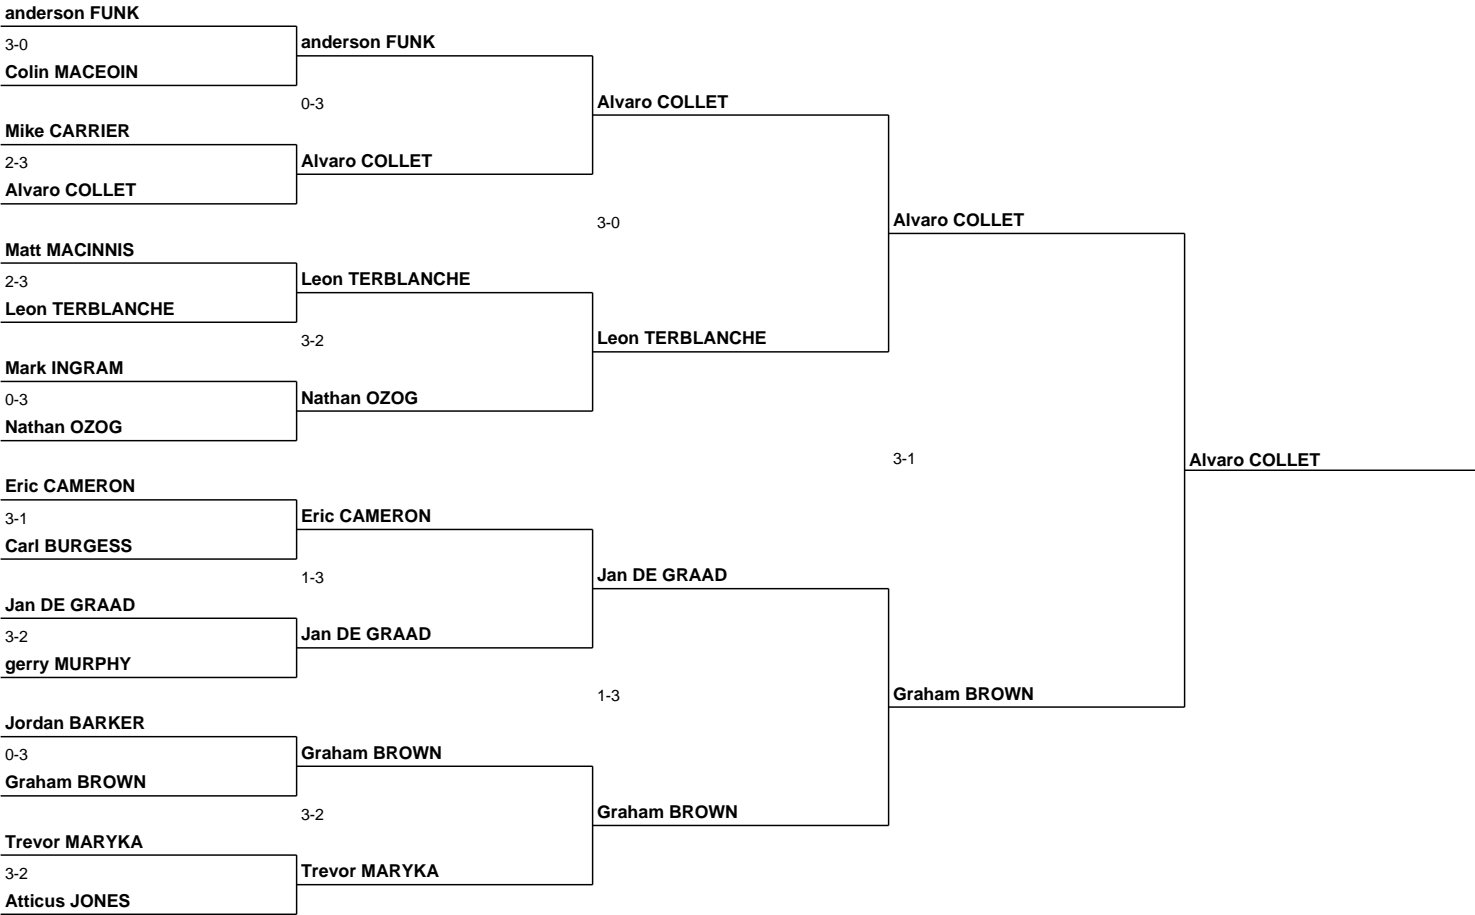 anderson FUNK
3-0
Colin MACEOIN
Mike CARRIER
2-3
Alvaro COLLET
Matt MACINNIS
2-3
Leon TERBLANCHE
Mark INGRAM
0-3
Nathan OZOG
Eric CAMERON
3-1
Carl BURGESS
Jan DE GRAAD
3-2
gerry MURPHY
Jordan BARKER
0-3
Graham BROWN
Trevor MARYKA
3-2
Atticus JONES
anderson FUNK
0-3
Alvaro COLLET
Leon TERBLANCHE
3-2
Nathan OZOG
Eric CAMERON
1-3
Jan DE GRAAD
Graham BROWN
3-2
Trevor MARYKA
Alvaro COLLET
3-0
Leon TERBLANCHE
Jan DE GRAAD
1-3
Graham BROWN
Alvaro COLLET
3-1
Graham BROWN
Alvaro COLLET